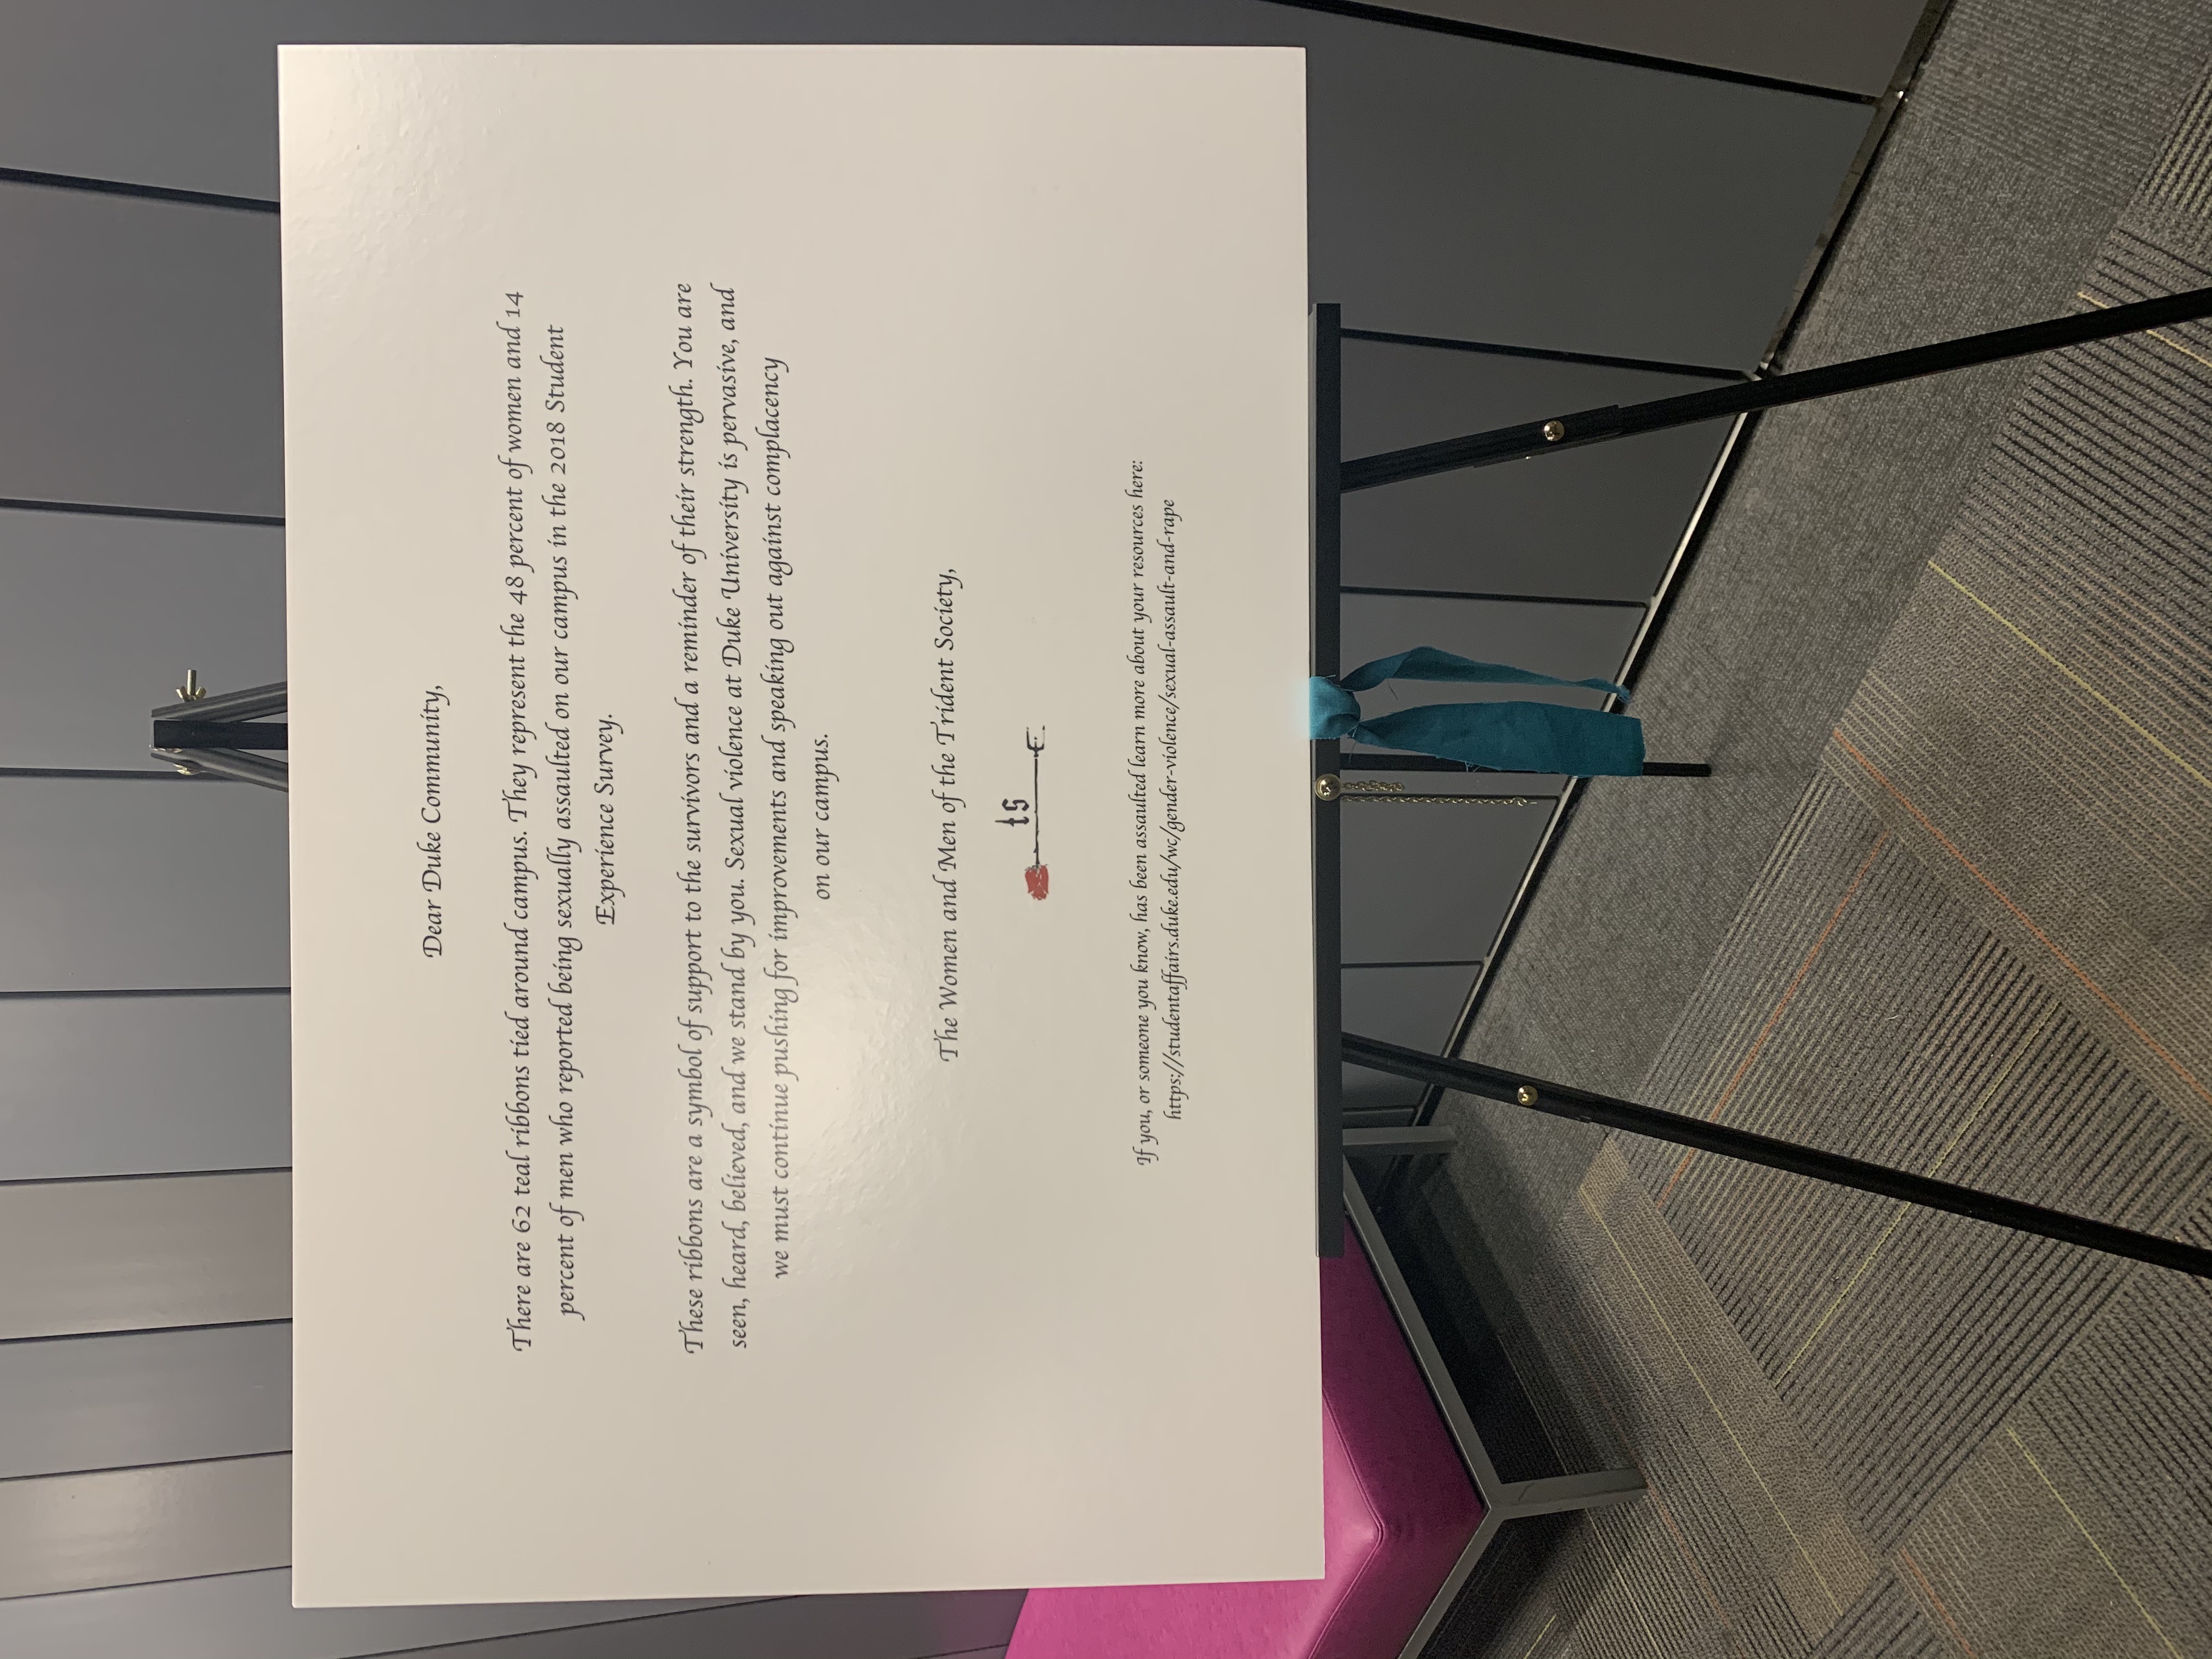 Dear Duke Community,
There are 62 teal ribbons tied around campus. They represent the 48 percent of women and 14
percent of men who reported being sexually assaulted on our campus in the 2018 Student
Experience Survey.
These ribbons are a symbol of support to the survivors and a reminder of their strength. You are
seen, heard, believed, and we stand by you. Sexual violence at Duke University is pervasive, and
we must continue pushing for improvements and speaking out against complacency
on our campus.
The Women and Men of the Trident Society,
ts
If you, or someone you know, has been assaulted learn more about your resources here:
https://studentaffairs.duke.edu/wc/gender-violence/sexual-assault-and-rape